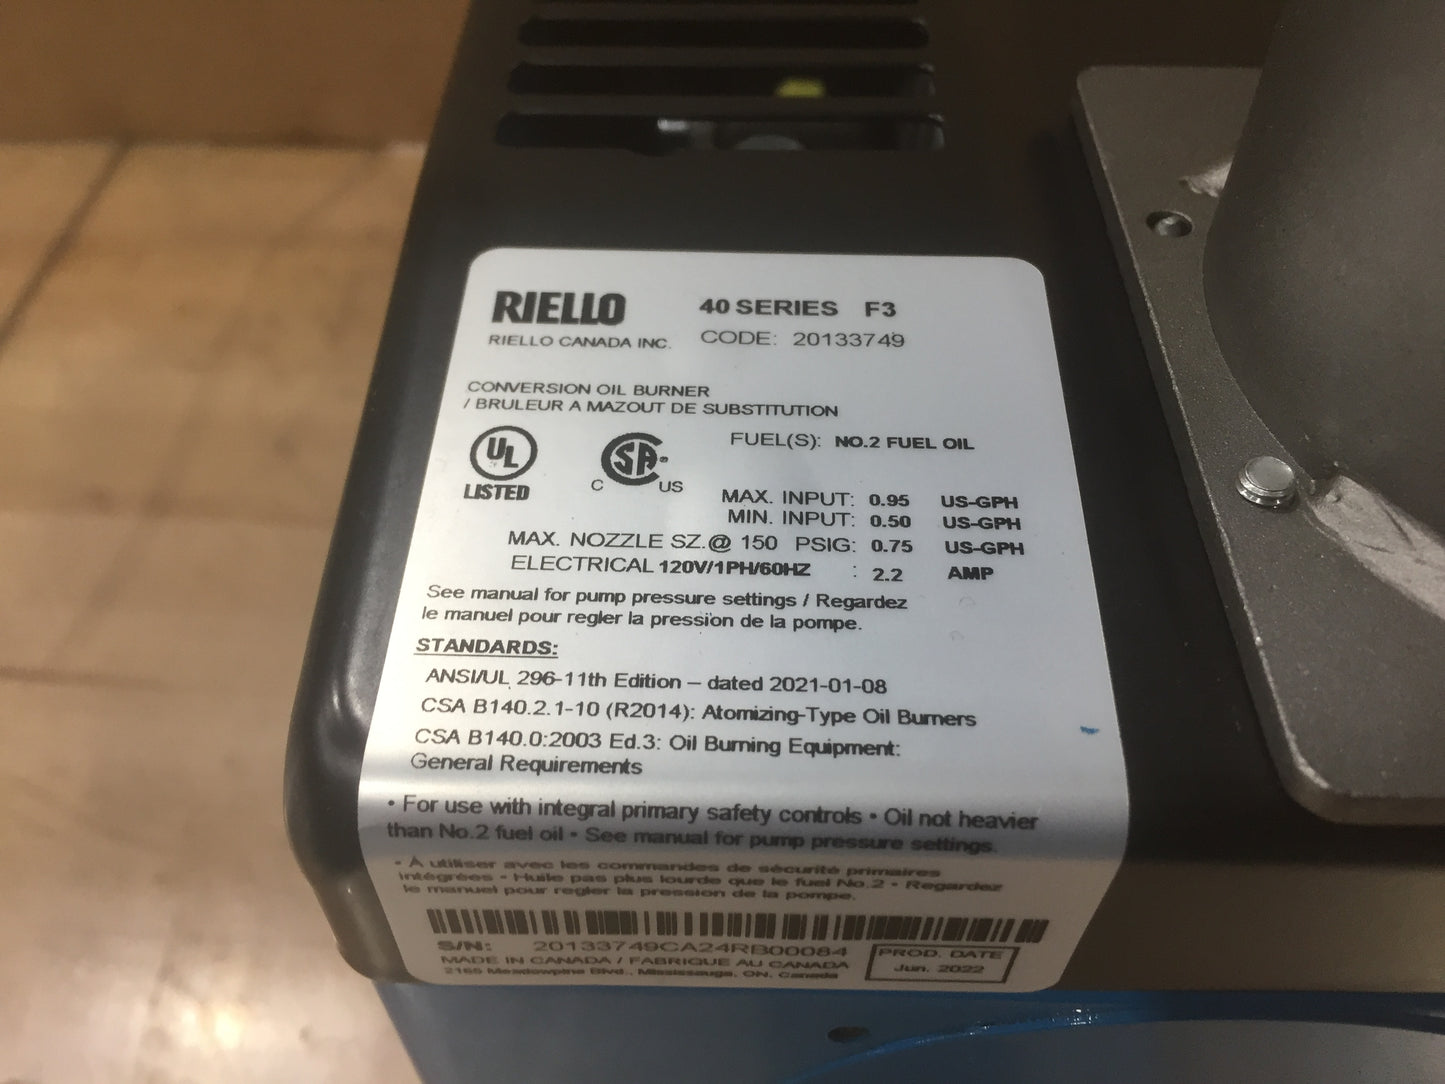 RIELLO 40 SERIES F3
RIELLO CANADA INC. CODE: 20133749
CONVERSION OIL BURNER
/ BRULEUR A MAZOUT DE SUBSTITUTION
UL
LISTED
C SA ® US
FUEL(S): NO.2 FUEL OIL
MAX. INPUT: 0.95 US-GPH
MIN. INPUT: 0.50 US-GPH
MAX. NOZZLE SZ.@ 150 PSIG: 0.75 US-GPH
ELECTRICAL 120V/1PH/60HZ : 2.2 AMP
See manual for pump pressure settings / Regardez
le manuel pour regler la pression de la pompe.
STANDARDS:
ANSI/UL 296-11th Edition – dated 2021-01-08
CSA B140.2.1-10 (R2014): Atomizing-Type Oil Burners
CSA B140.0:2003 Ed.3: Oil Burning Equipment:
General Requirements
• For use with integral primary safety controls • Oil not heavier
than No.2 fuel oil • See manual for pump pressure settings.
• À utiliser avec les commandes de sécurité primaires
intégrées • Huile pas plus lourde que le fuel No.2 • Regardez
le manuel pour regler la pression de la pompe.
S/N: 20133749CA24RB00084
MADE IN CANADA / FABRIQUE AU CANADA
2165 Meadowpine Blvd., Mississauga, ON. Canada
PROD. DATE
Jun. 2022